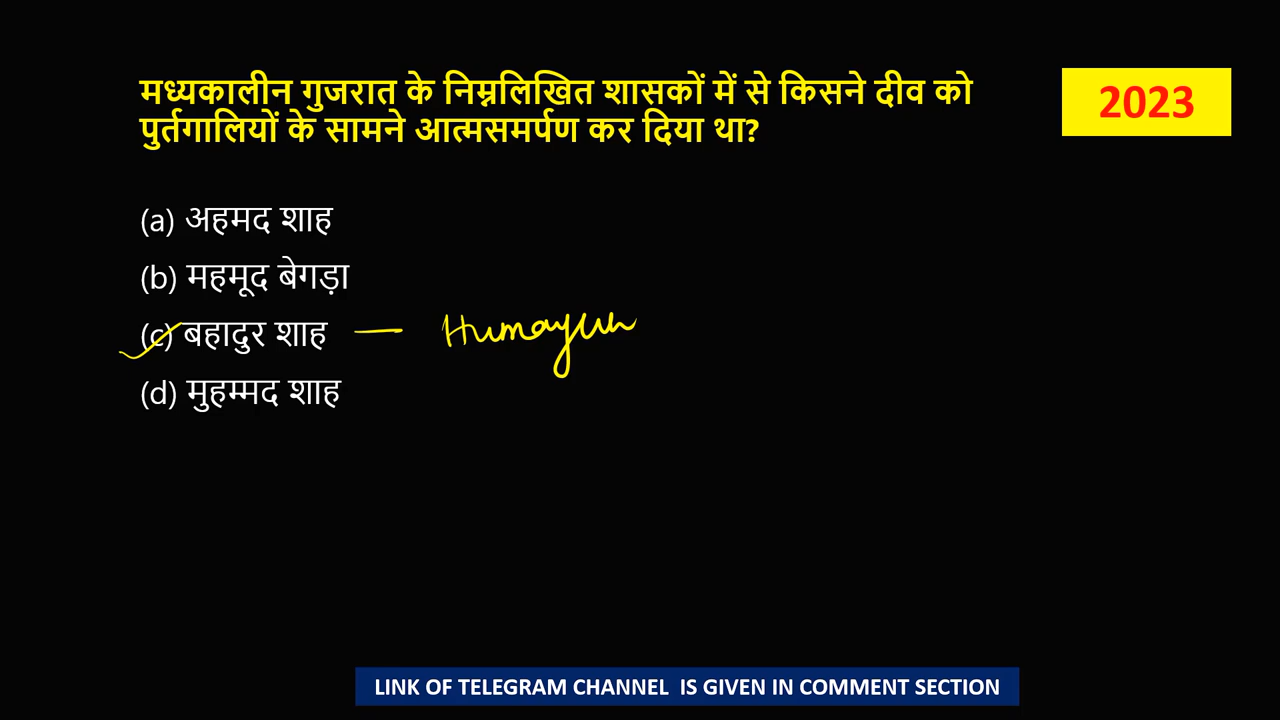 मध्यकालीन गुजरात के निम्नलिखित शासकों में से किसने दीव को
पुर्तगालियों के सामने आत्मसमर्पण कर दिया था?
2023
(a) अहमद शाह
(b) महमूद बेगड़ा
(c) बहादुर शाह — Humayun
(d) मुहम्मद शाह
LINK OF TELEGRAM CHANNEL IS GIVEN IN COMMENT SECTION